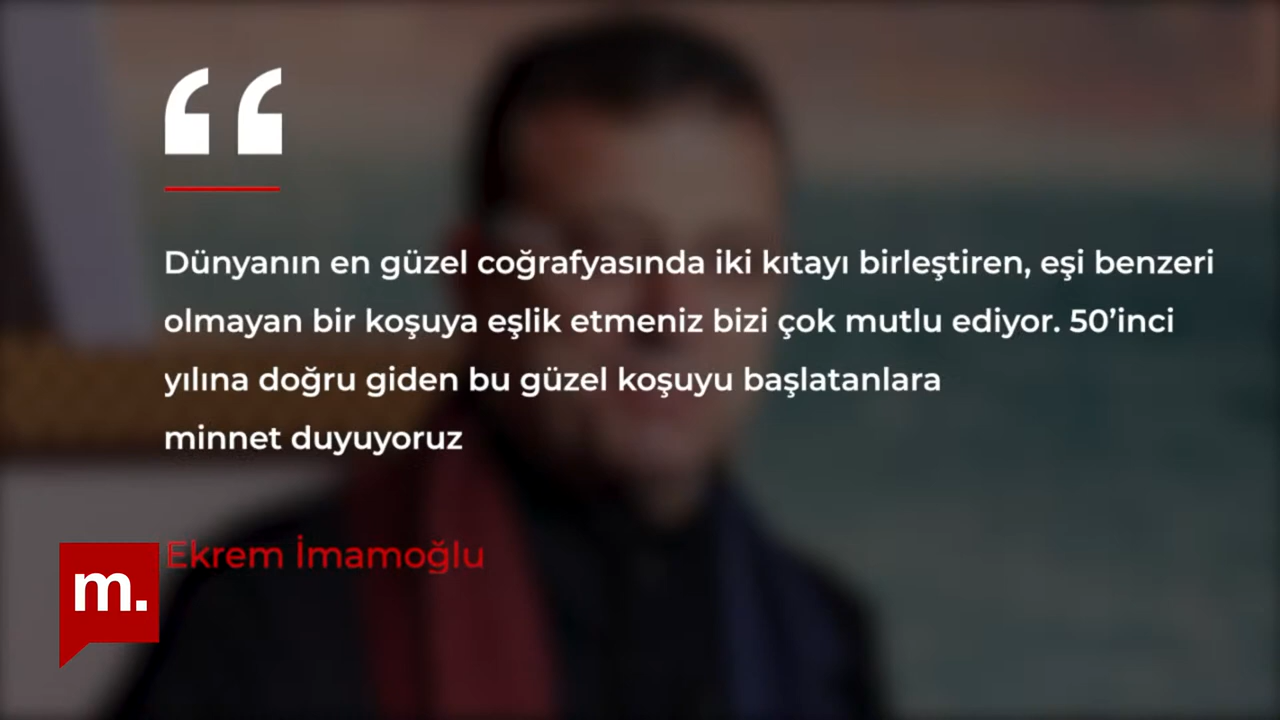 “
Dünyanın en güzel coğrafyasında iki kıtayı birleştiren, eşi benzeri
olmayan bir koşuya eşlik etmeniz bizi çok mutlu ediyor. 50’inci
yılına doğru giden bu güzel koşuyu başlatanlara
minnet duyuyoruz
Ekrem İmamoğlu
m.